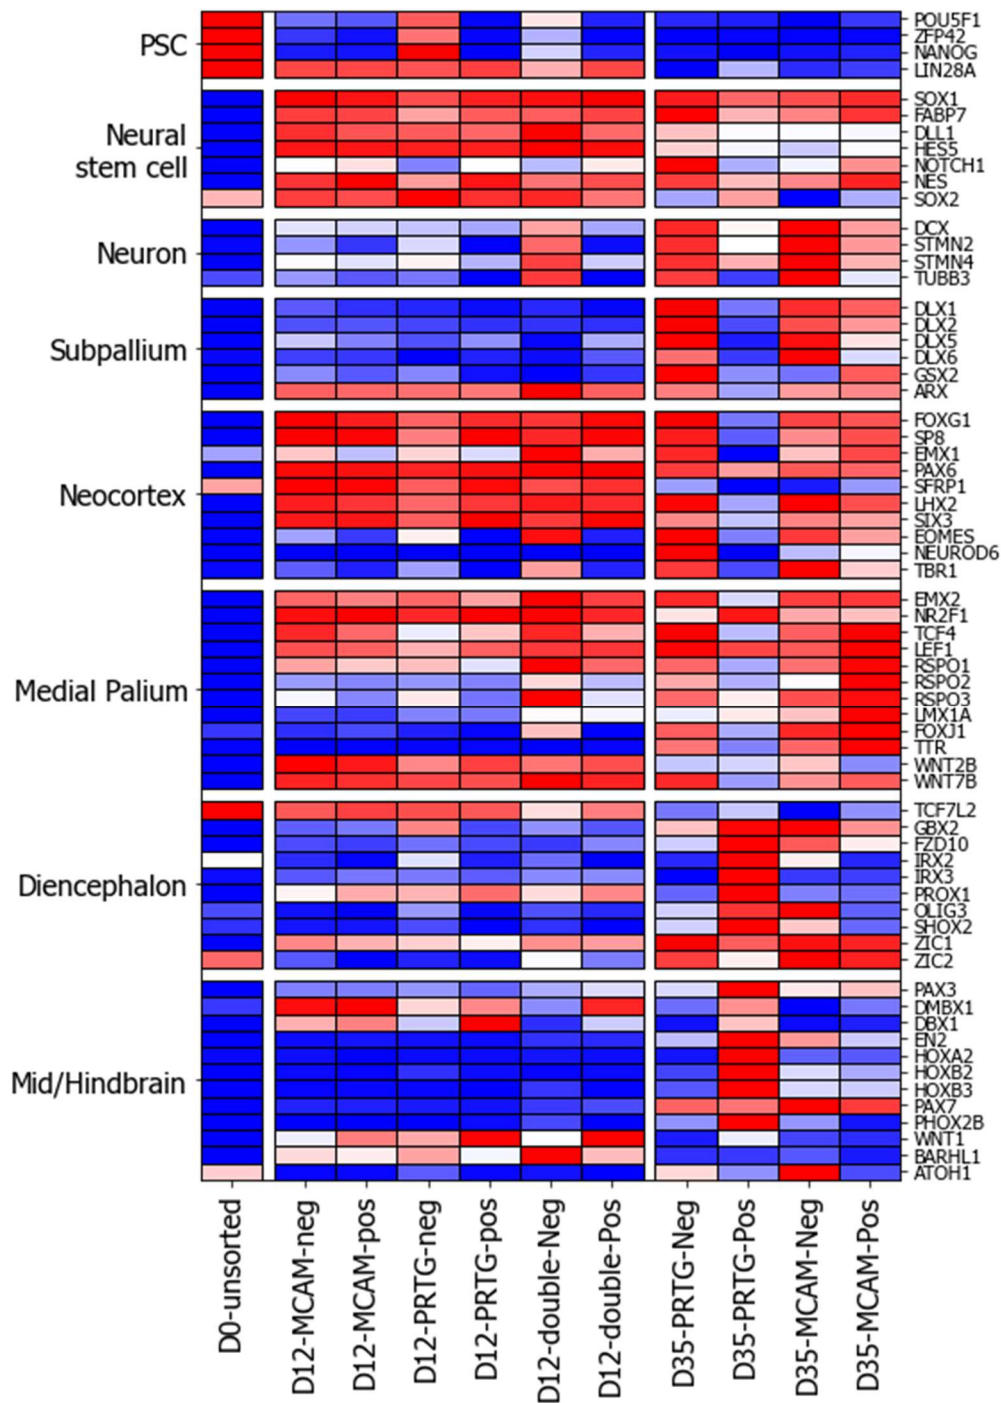 PSC
POU5F1
ZFP42
NANOG
LIN28A
Neural
stem cell
SOX1
FABP7
DLL1
HES5
NOTCH1
NES
SOX2
Neuron
DCX
STMN2
STMN4
TUBB3
Subpallium
DLX1
DLX2
DLX5
DLX6
GSX2
ARX
Neocortex
FOXG1
SP8
EMX1
PAX6
SFRP1
LHX2
SIX3
EOMES
NEUROD6
TBR1
Medial Palium
EMX2
NR2F1
TCF4
LEF1
RSPO1
RSPO2
RSPO3
LMX1A
FOXJ1
TTR
WNT2B
WNT7B
Diencephalon
TCF7L2
GBX2
FZD10
IRX2
IRX3
PROX1
OLIG3
SHOX2
ZIC1
ZIC2
Mid/Hindbrain
PAX3
DMBX1
DBX1
EN2
HOXA2
HOXB2
HOXB3
PAX7
PHOX2B
WNT1
BARHL1
ATOH1
D0-unsorted
D12-MCAM-neg
D12-MCAM-pos
D12-PRTG-neg
D12-PRTG-pos
D12-double-Neg
D12-double-Pos
D35-PRTG-Neg
D35-PRTG-Pos
D35-MCAM-Neg
D35-MCAM-Pos